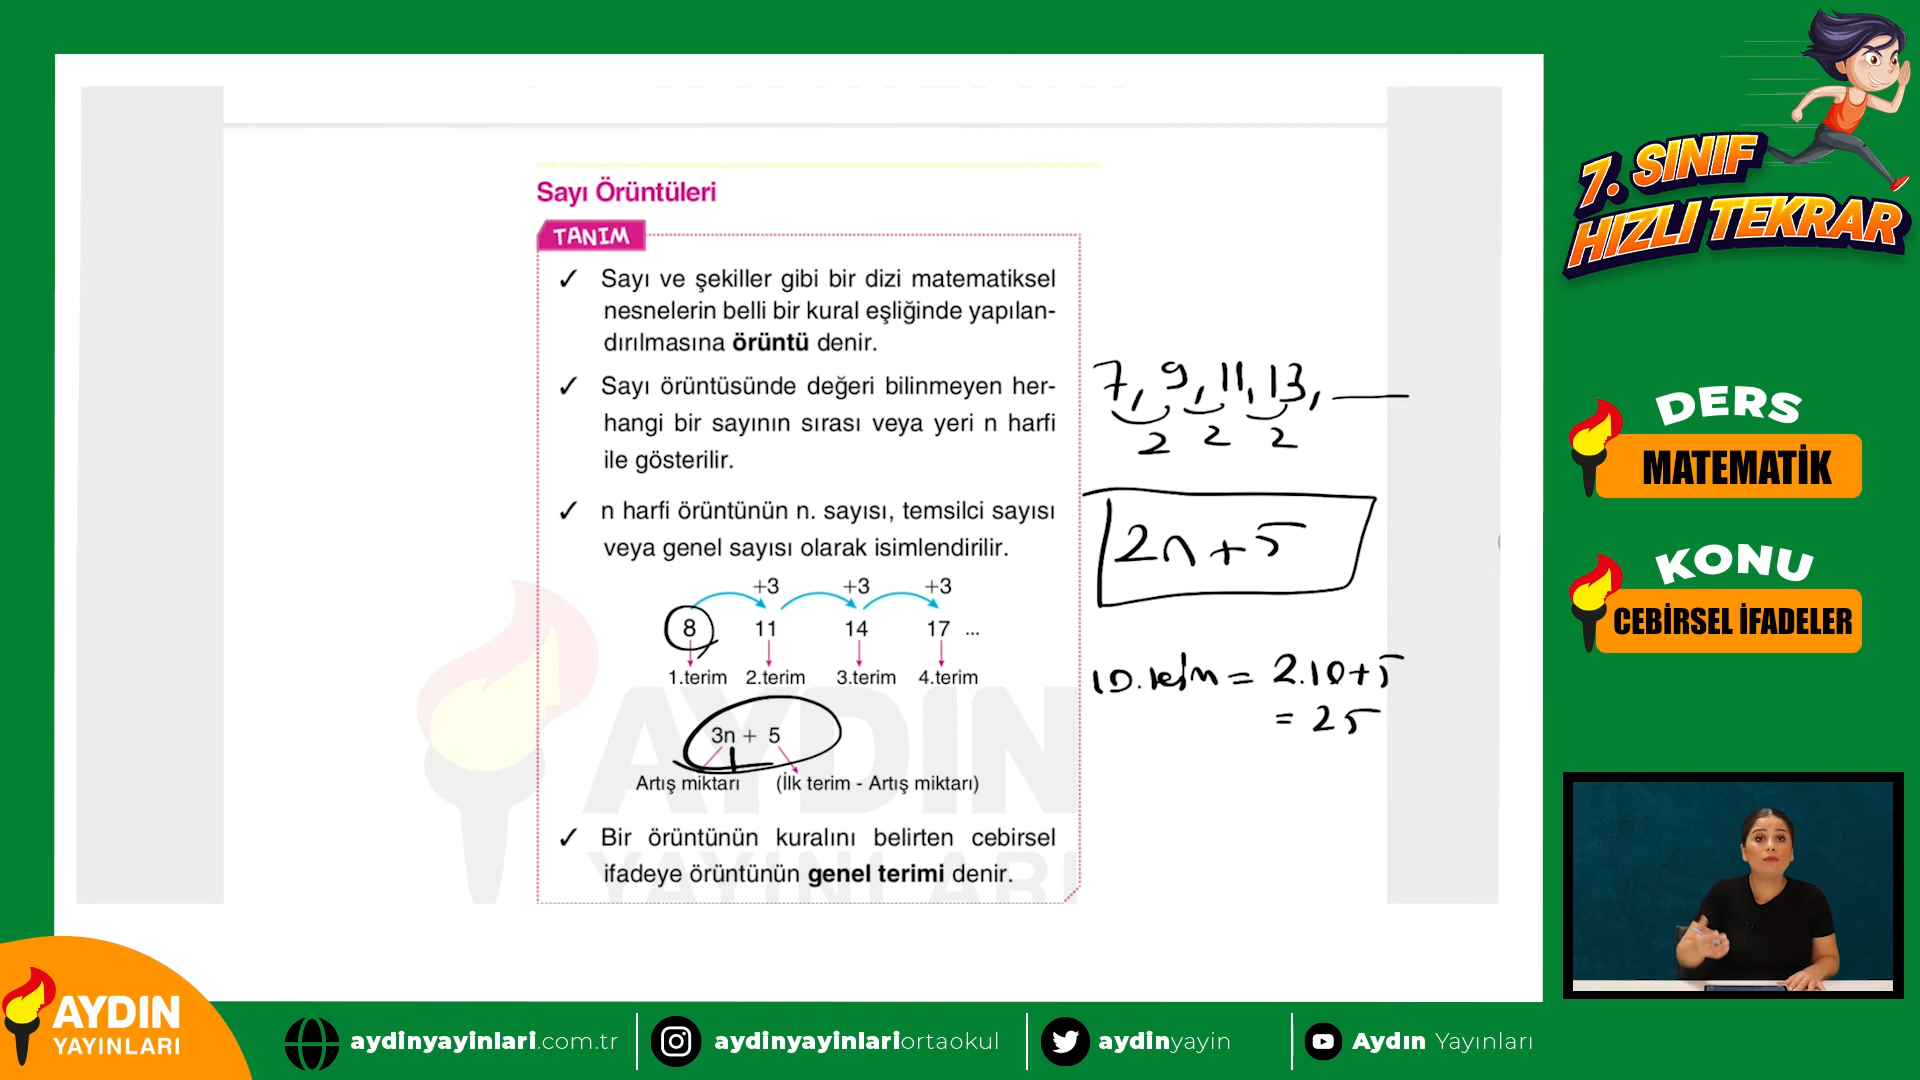 Sayı Örüntüleri
TANIM
✓ Sayı ve şekiller gibi bir dizi matematiksel
nesnelerin belli bir kural eşliğinde yapılan-
dırılmasına örüntü denir.
✓ Sayı örüntüsünde değeri bilinmeyen her-
hangi bir sayının sırası veya yeri n harfi
ile gösterilir.
✓ n harfi örüntünün n. sayısı, temsilci sayısı
veya genel sayısı olarak isimlendirilir.
+3 +3 +3
8 11 14 17 ...
1.terim 2.terim 3.terim 4.terim
3n + 5
Artış miktarı (İlk terim - Artış miktarı)
✓ Bir örüntünün kuralını belirten cebirsel
ifadeye örüntünün genel terimi denir.
7, 9, 11, 13,
2 2 2
2n+5
10. = 2.10+5
= 25
7. SINIF
HIZLI TEKRAR
DERS
MATEMATİK
KONU
CEBİRSEL İFADELER
AYDIN
YAYINLARI
AYDIN
YAYINLARI
aydinyayinlari.com.tr
aydinyayinlariortaokul
aydinyayin
Aydın Yayınları